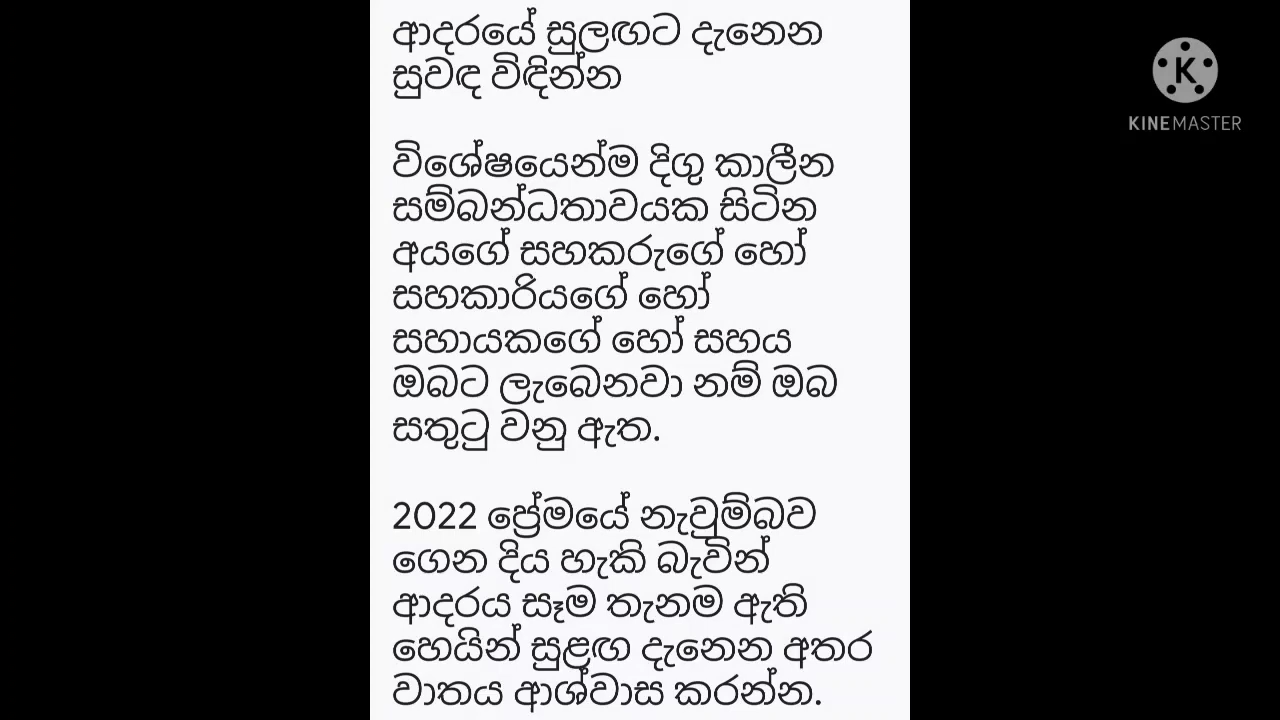 ආදරයේ සුලඟට දැනෙන
සුවඳ විඳින්න
විශේෂයෙන්ම දිගු කාලීන
සම්බන්ධතාවයක සිටින
අයගේ සහකරුගේ හෝ
සහකාරියගේ හෝ
සහායකගේ හෝ සහය
ඔබට ලැබෙනවා නම් ඔබ
සතුටු වනු ඇත.
2022 ප්‍රේමයේ නැවුම්බව
ගෙන දිය හැකි බැවින්
ආදරය සෑම තැනම ඇති
හෙයින් සුළඟ දැනෙන අතර
වාතය ආශ්වාස කරන්න.
K
KINEMASTER